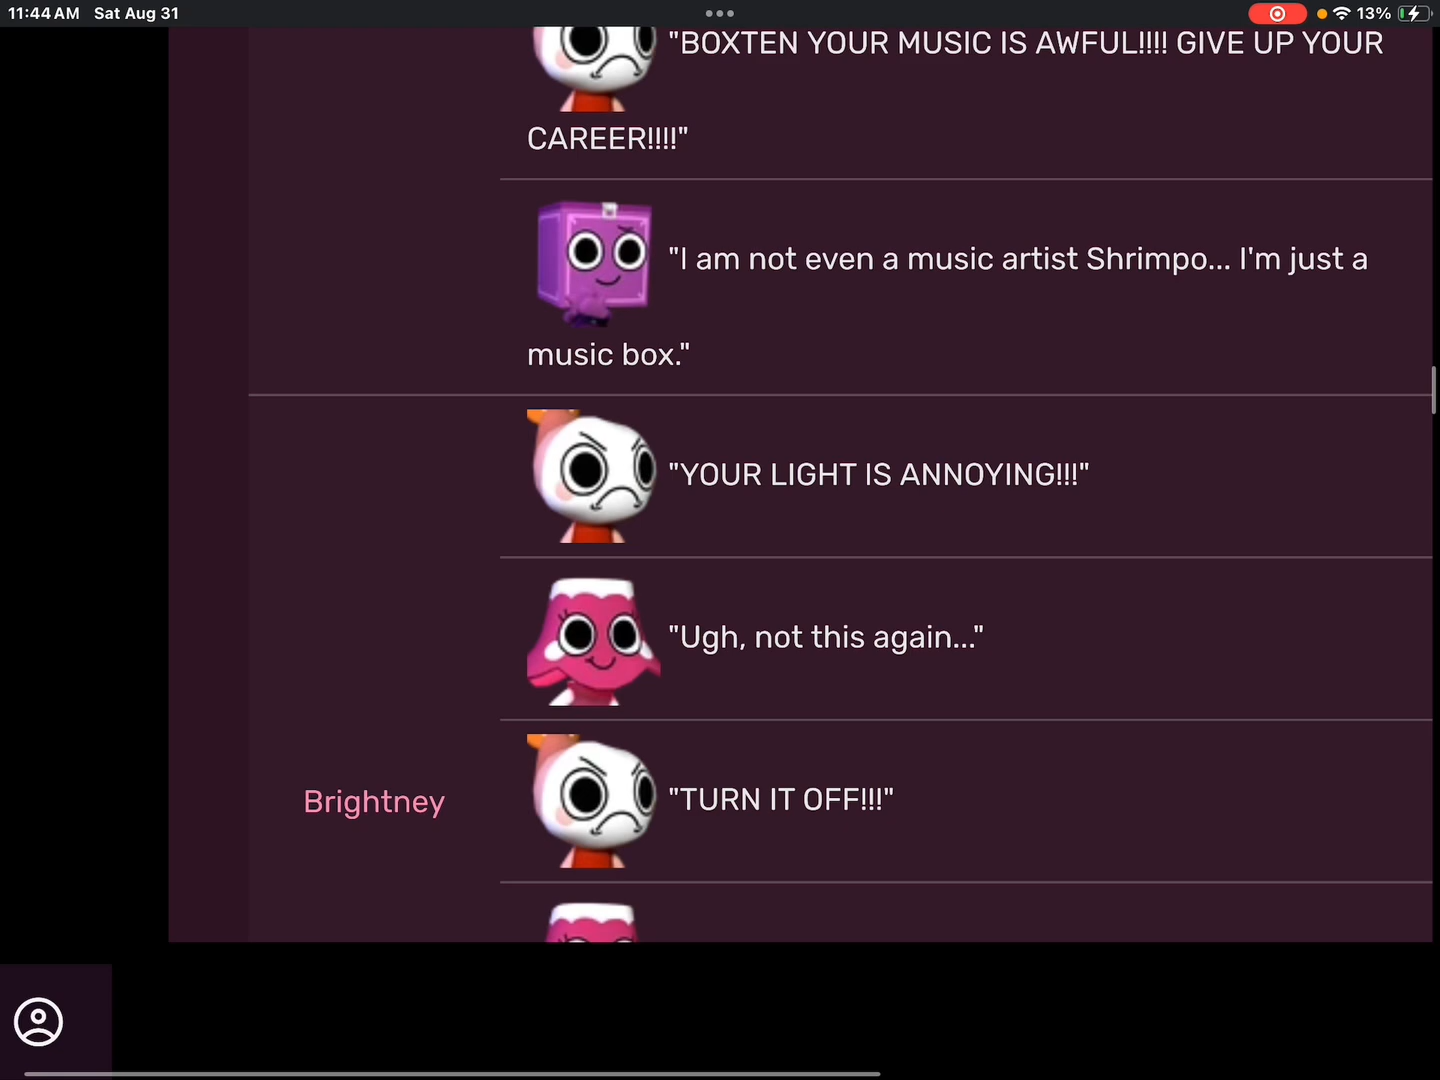 11:44 AM Sat Aug 31
13%
"BOXTEN YOUR MUSIC IS AWFUL!!!! GIVE UP YOUR
CAREER!!!!"
"I am not even a music artist Shrimpo... I'm just a
music box."
"YOUR LIGHT IS ANNOYING!!!"
"Ugh, not this again..."
Brightney
"TURN IT OFF!!!"